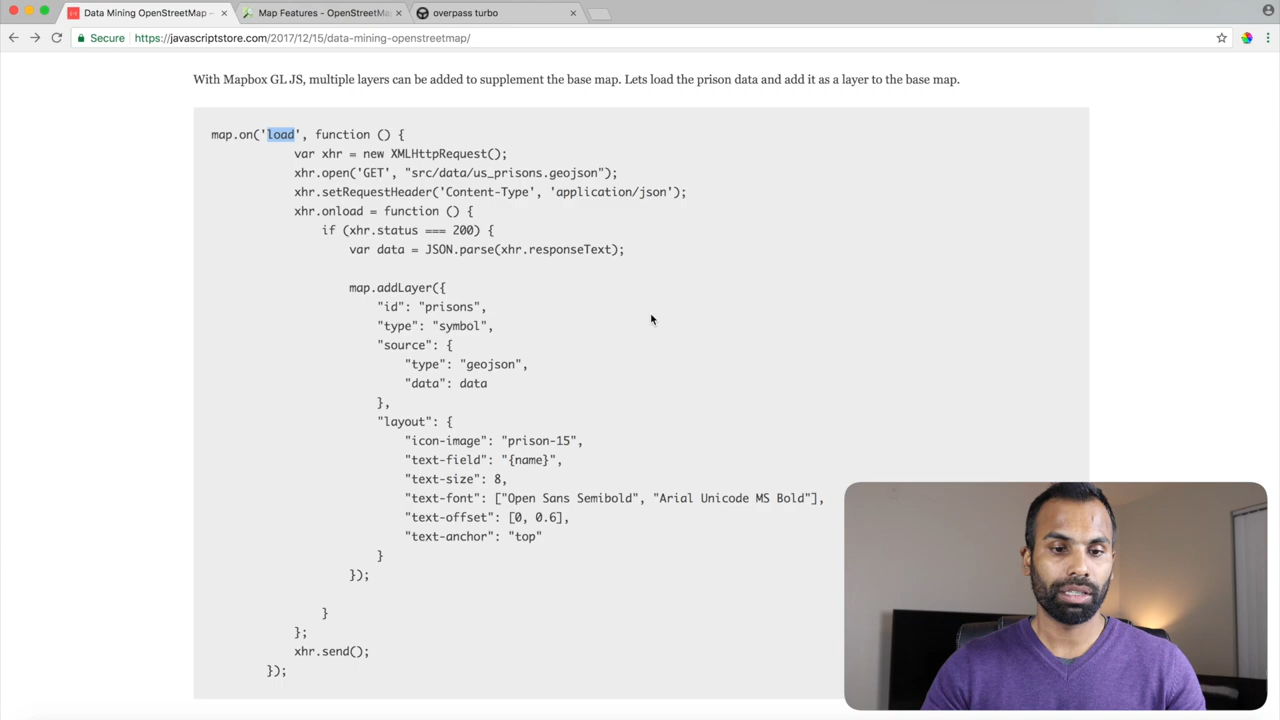 Data Mining OpenStreetMap –
Map Features - OpenStreetMa
overpass turbo
Secure
https://javascriptstore.com/2017/12/15/data-mining-openstreetmap/
With Mapbox GL JS, multiple layers can be added to supplement the base map. Lets load the prison data and add it as a layer to the base map.
map.on('load', function () {
var xhr = new XMLHttpRequest();
xhr.open('GET', "src/data/us_prisons.geojson");
xhr.setRequestHeader('Content-Type', 'application/json');
xhr.onload = function () {
if (xhr.status === 200) {
var data = JSON.parse(xhr.responseText);
map.addLayer({
"id": "prisons",
"type": "symbol",
"source": {
"type": "geojson",
"data": data
},
"layout": {
"icon-image": "prison-15",
"text-field": "{name}",
"text-size": 8,
"text-font": ["Open Sans Semibold", "Arial Unicode MS Bold"],
"text-offset": [0, 0.6],
"text-anchor": "top"
}
});
}
};
xhr.send();
});